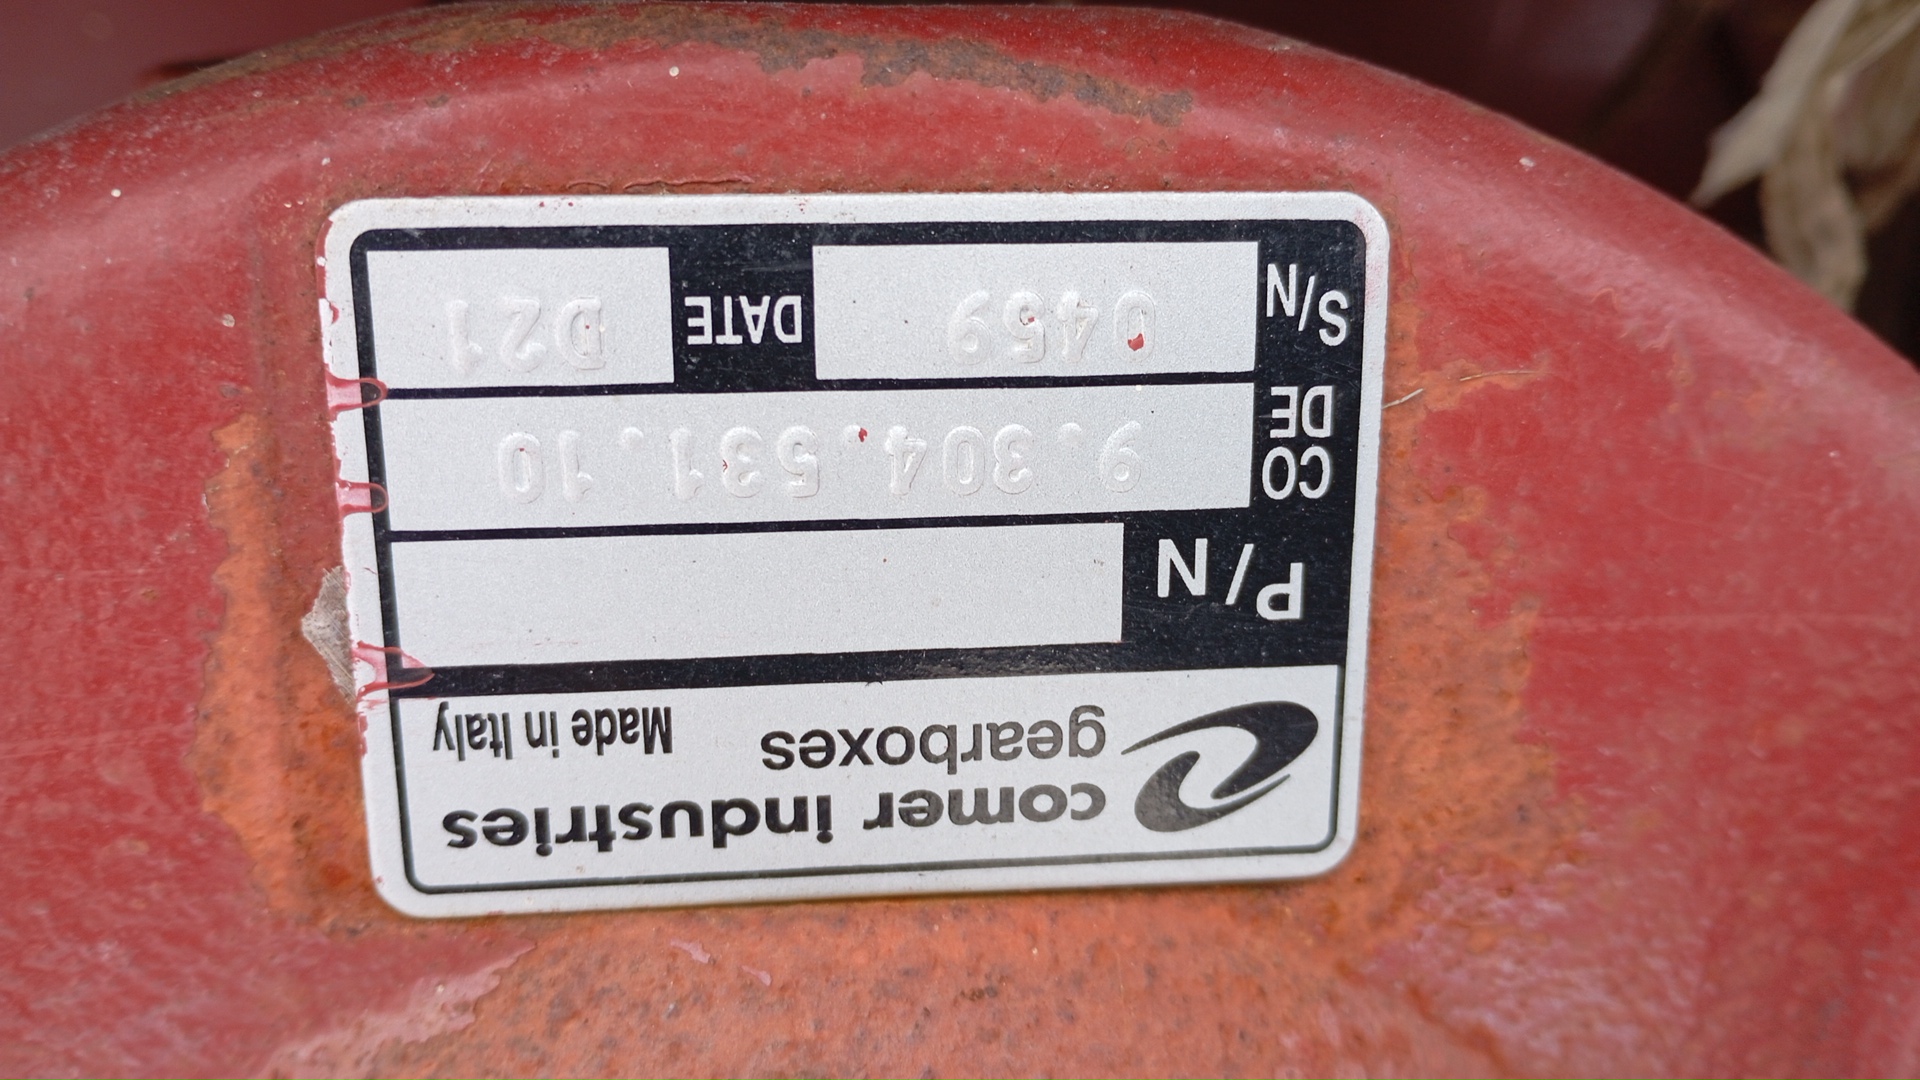 comer industries
gearboxes Made in Italy
P/N
CODE 9.304.531.10
S/N 0459 DATE D21